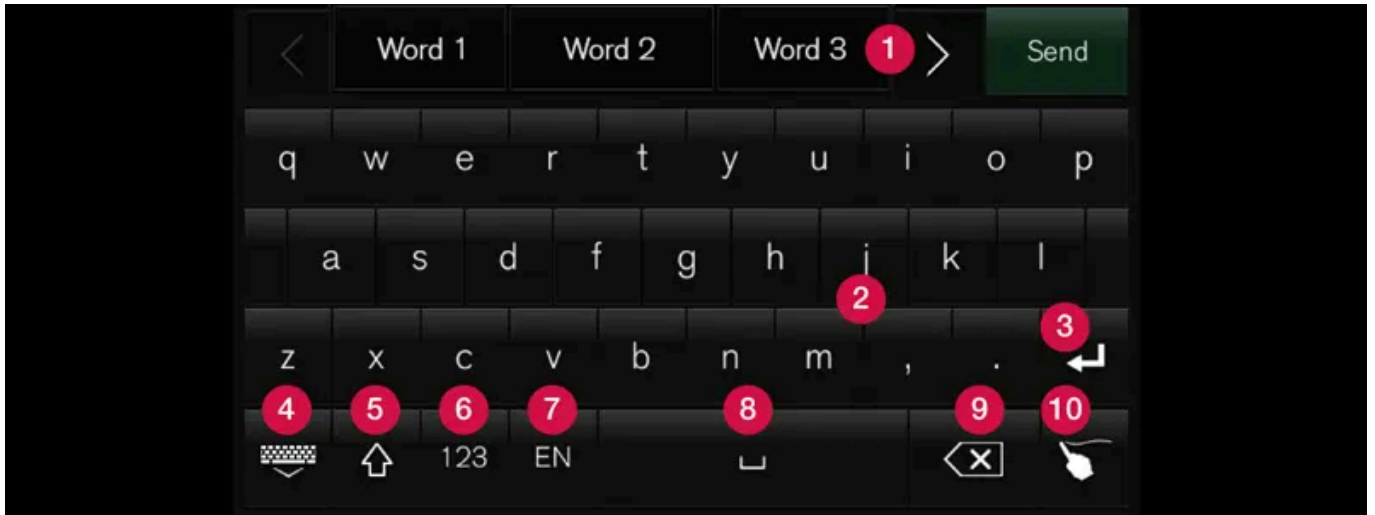 Word 1 Word 2 Word 3 1 Send
q w e r t y u i o p
a s d f g h j k l
2
3
z x c v b n m , .
4 5 6 7 8 9 10
123 EN